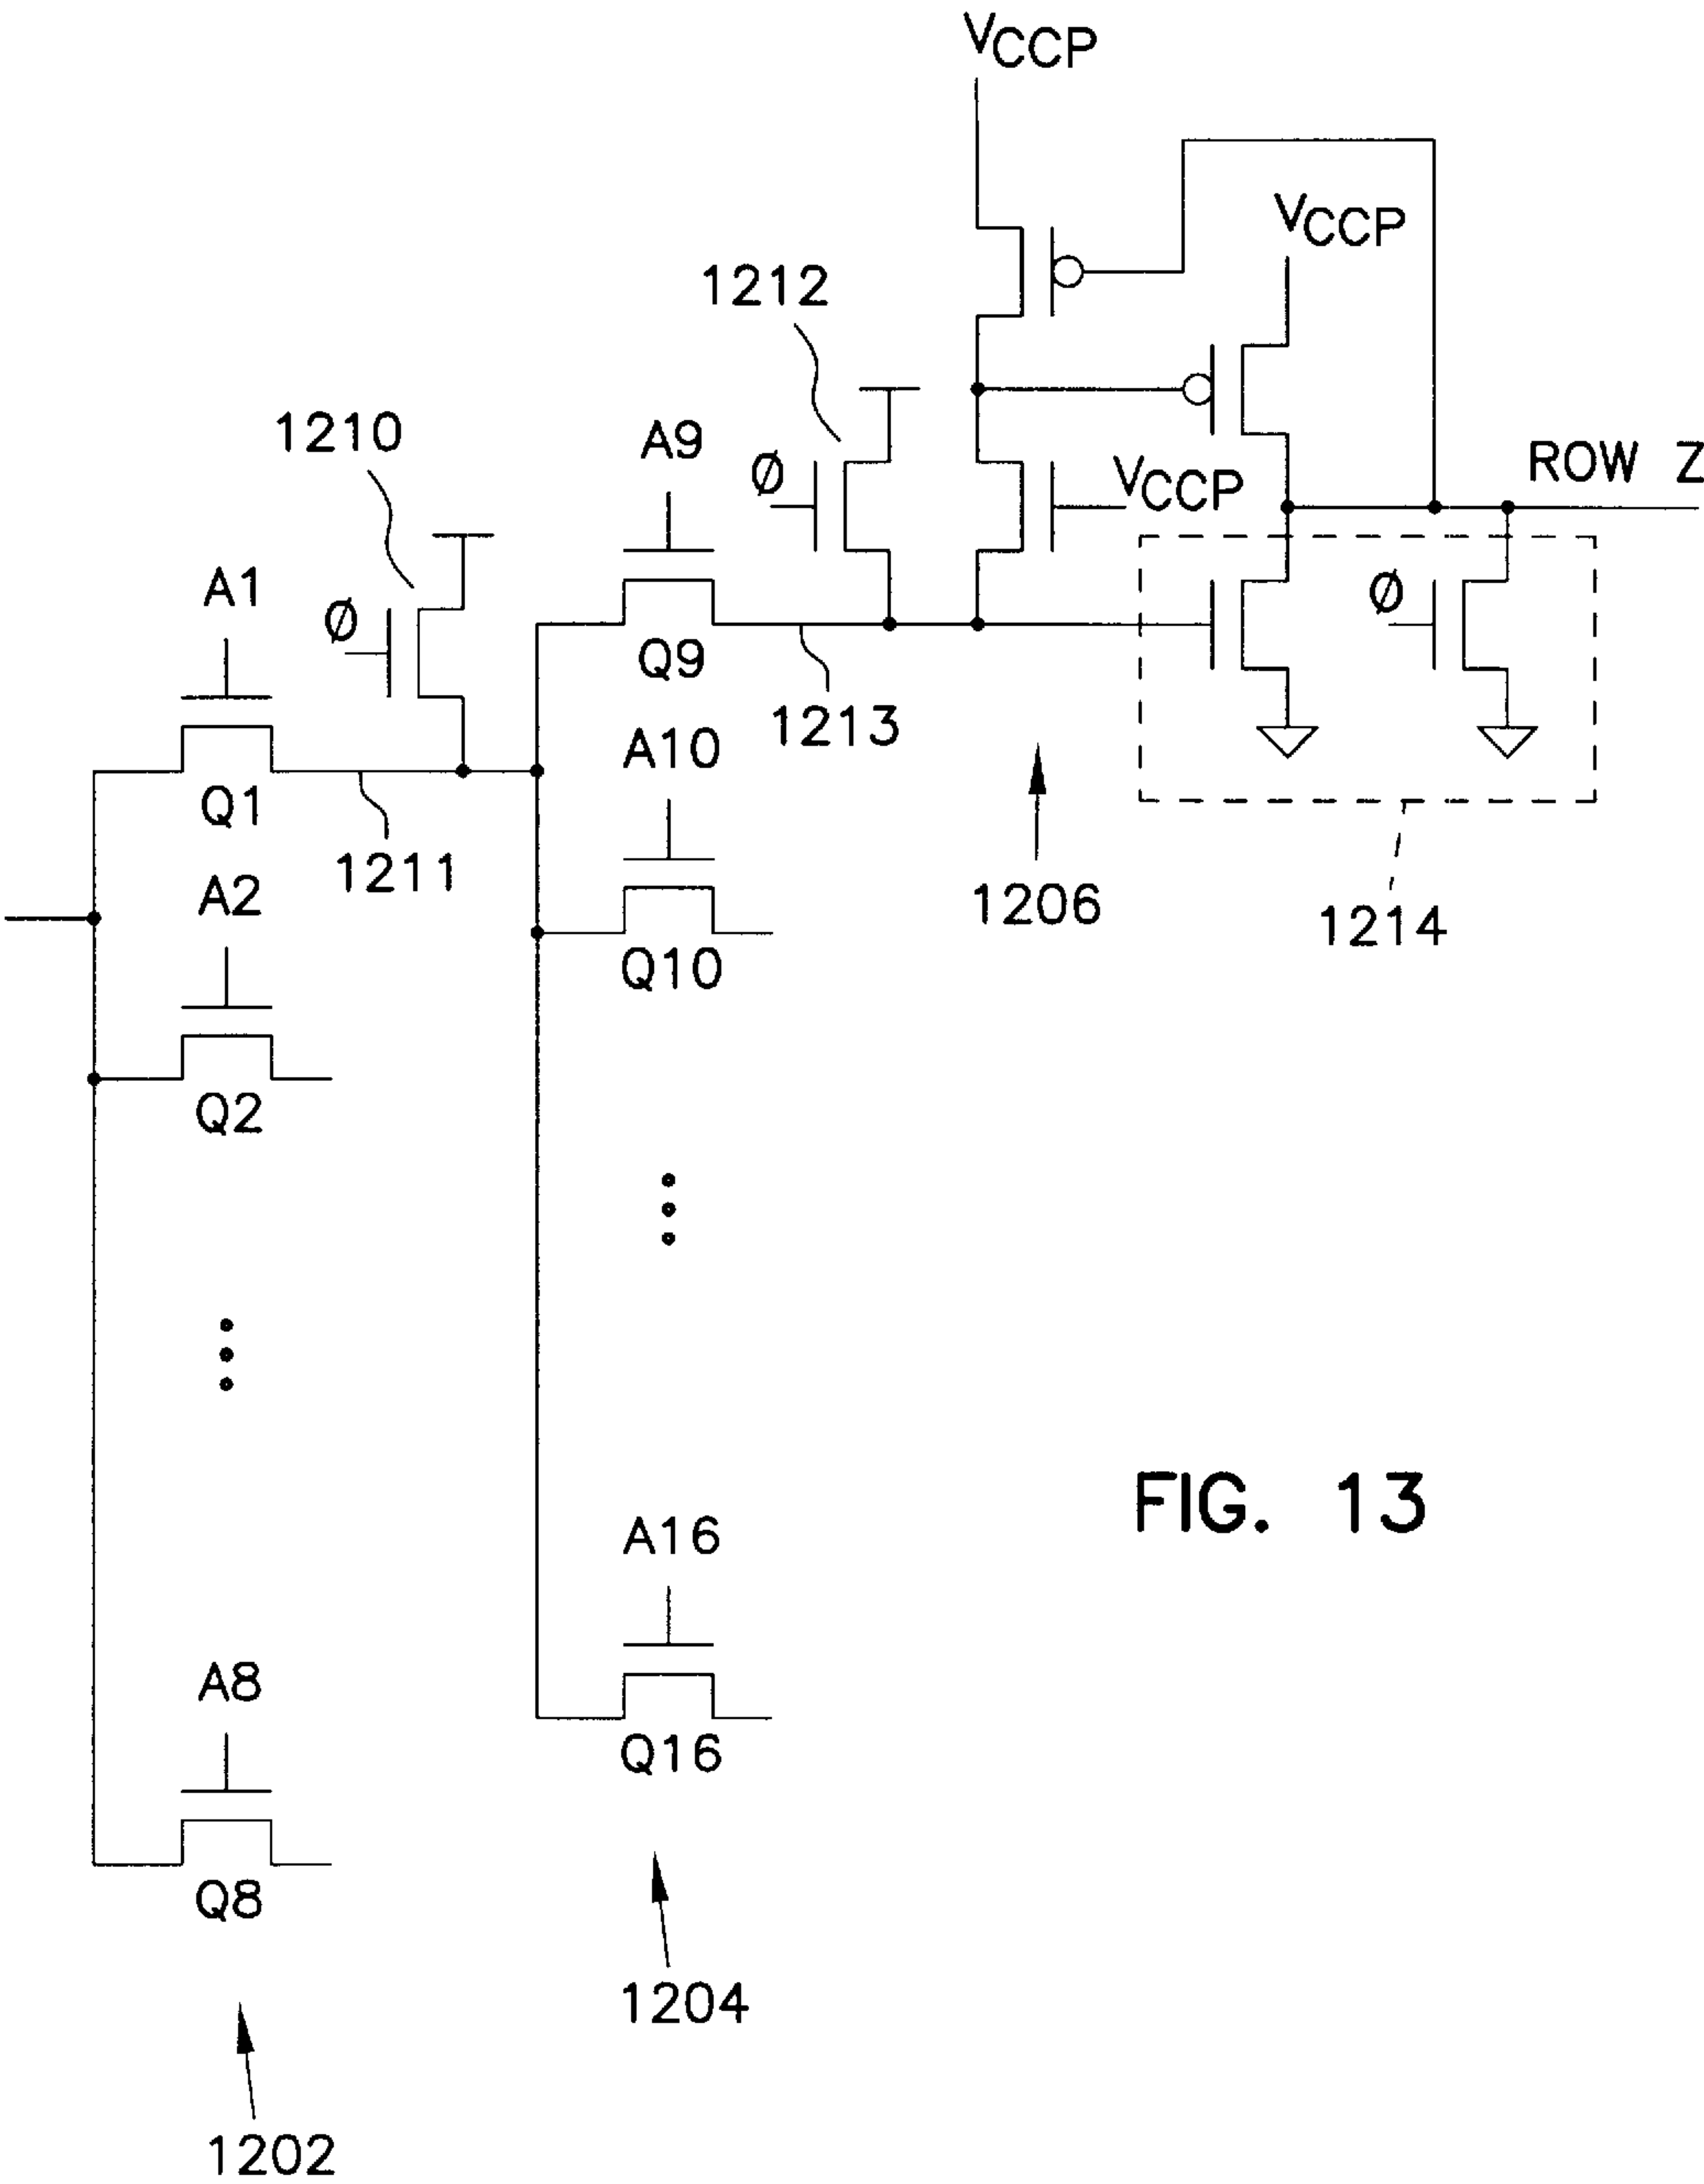 VCCP
VCCP
1212
1210
A9
Ø
VCCP
ROW Z
A1
Ø
Ø
Q9
1213
A10
Q1
1211
A2
1206
1214
Q10
Q2
FIG. 13
A16
A8
Q16
Q8
1204
1202